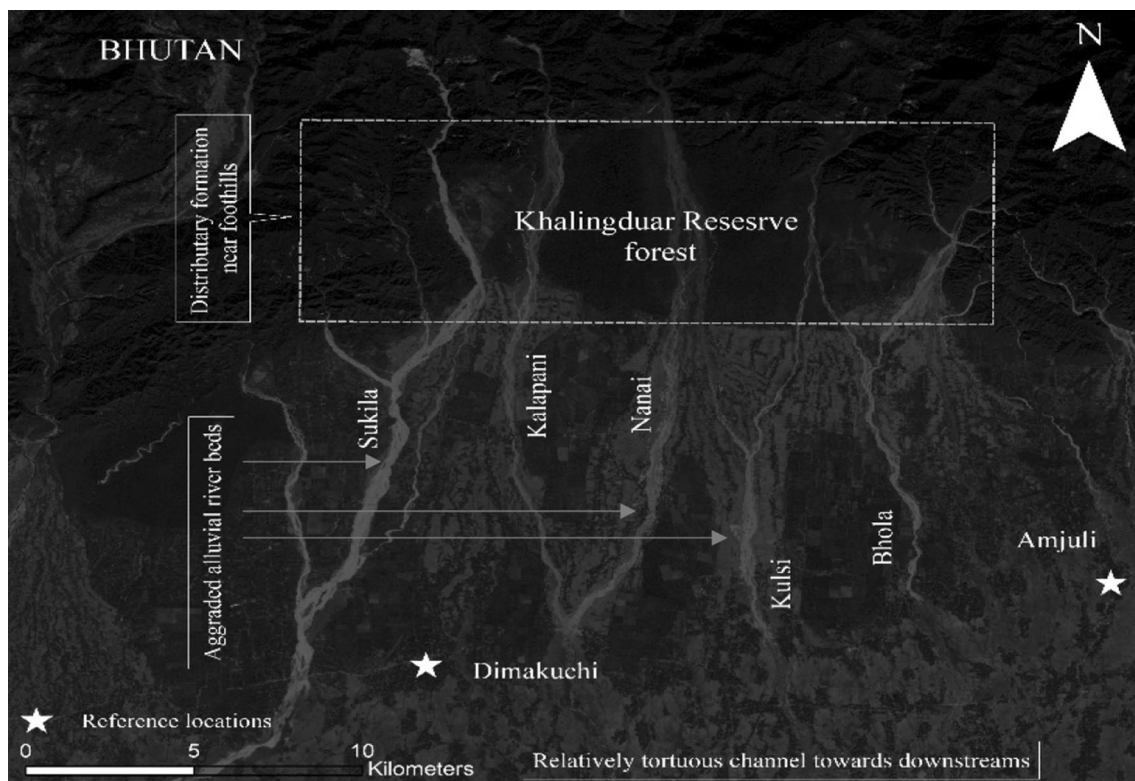 BHUTAN
N
Distributary formation
near foothills
Khalingduar Resesrve
forest
Sukila
Kalapani
Nanai
Kulsi
Bhola
Aggraded alluvial river beds
Amjuli
Dimakuchi
Reference locations
0 5 10
Kilometers
Relatively tortuous channel towards downstreams